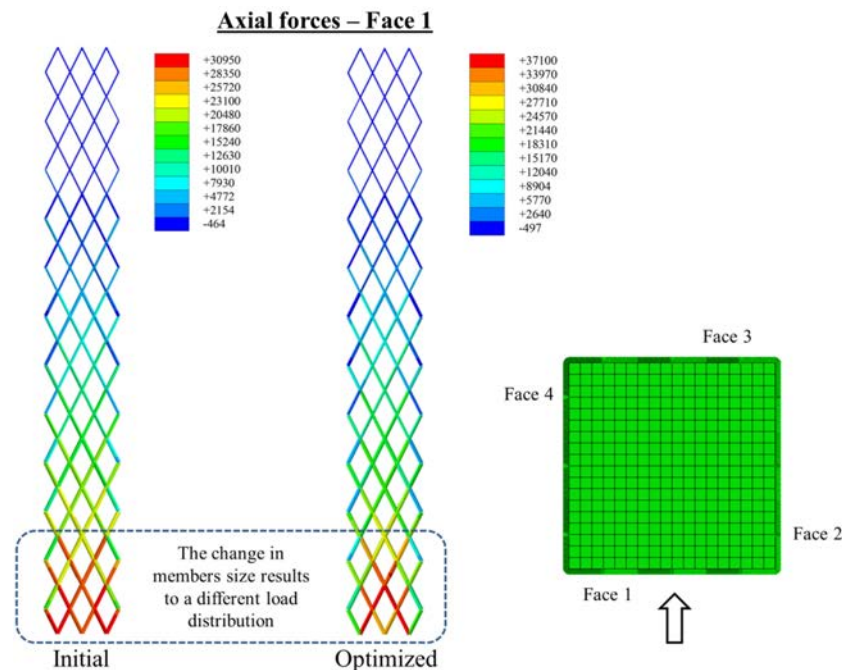 Axial forces – Face 1
+30950
+28350
+25720
+23100
+20480
+17860
+15240
+12630
+10010
+7930
+4772
+2154
-464
+37100
+33970
+30840
+27710
+24570
+21440
+18310
+15170
+12040
+8904
+5770
+2640
-497
Face 3
Face 4
Face 2
Face 1
The change in
members size results
to a different load
distribution
Initial
Optimized